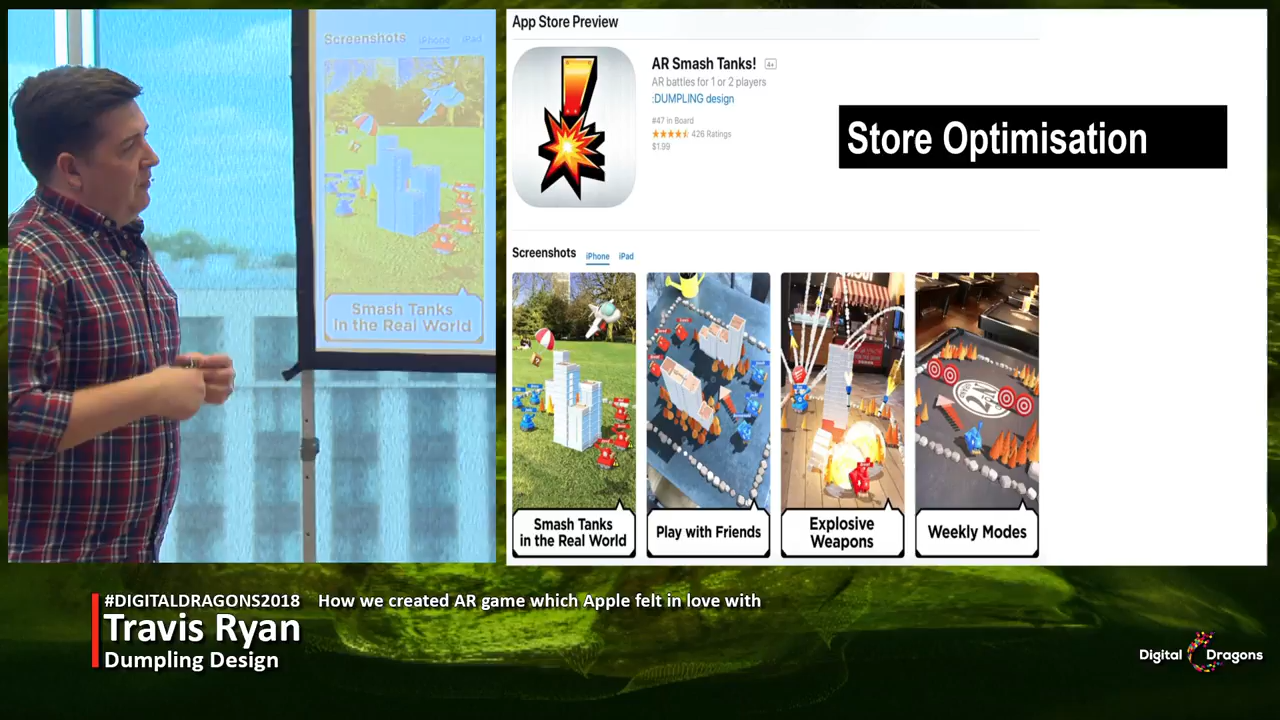 Screenshots iPhone iPad
Smash Tanks
in the Real World
App Store Preview
AR Smash Tanks! 4+
AR battles for 1 or 2 players
:DUMPLING design
#47 in Board
426 Ratings
$1.99
Store Optimisation
Screenshots iPhone iPad
Smash Tanks
in the Real World
Play with Friends
Explosive
Weapons
Weekly Modes
#DIGITALDRAGONS2018 How we created AR game which Apple felt in love with
Travis Ryan
Dumpling Design
Digital Dragons